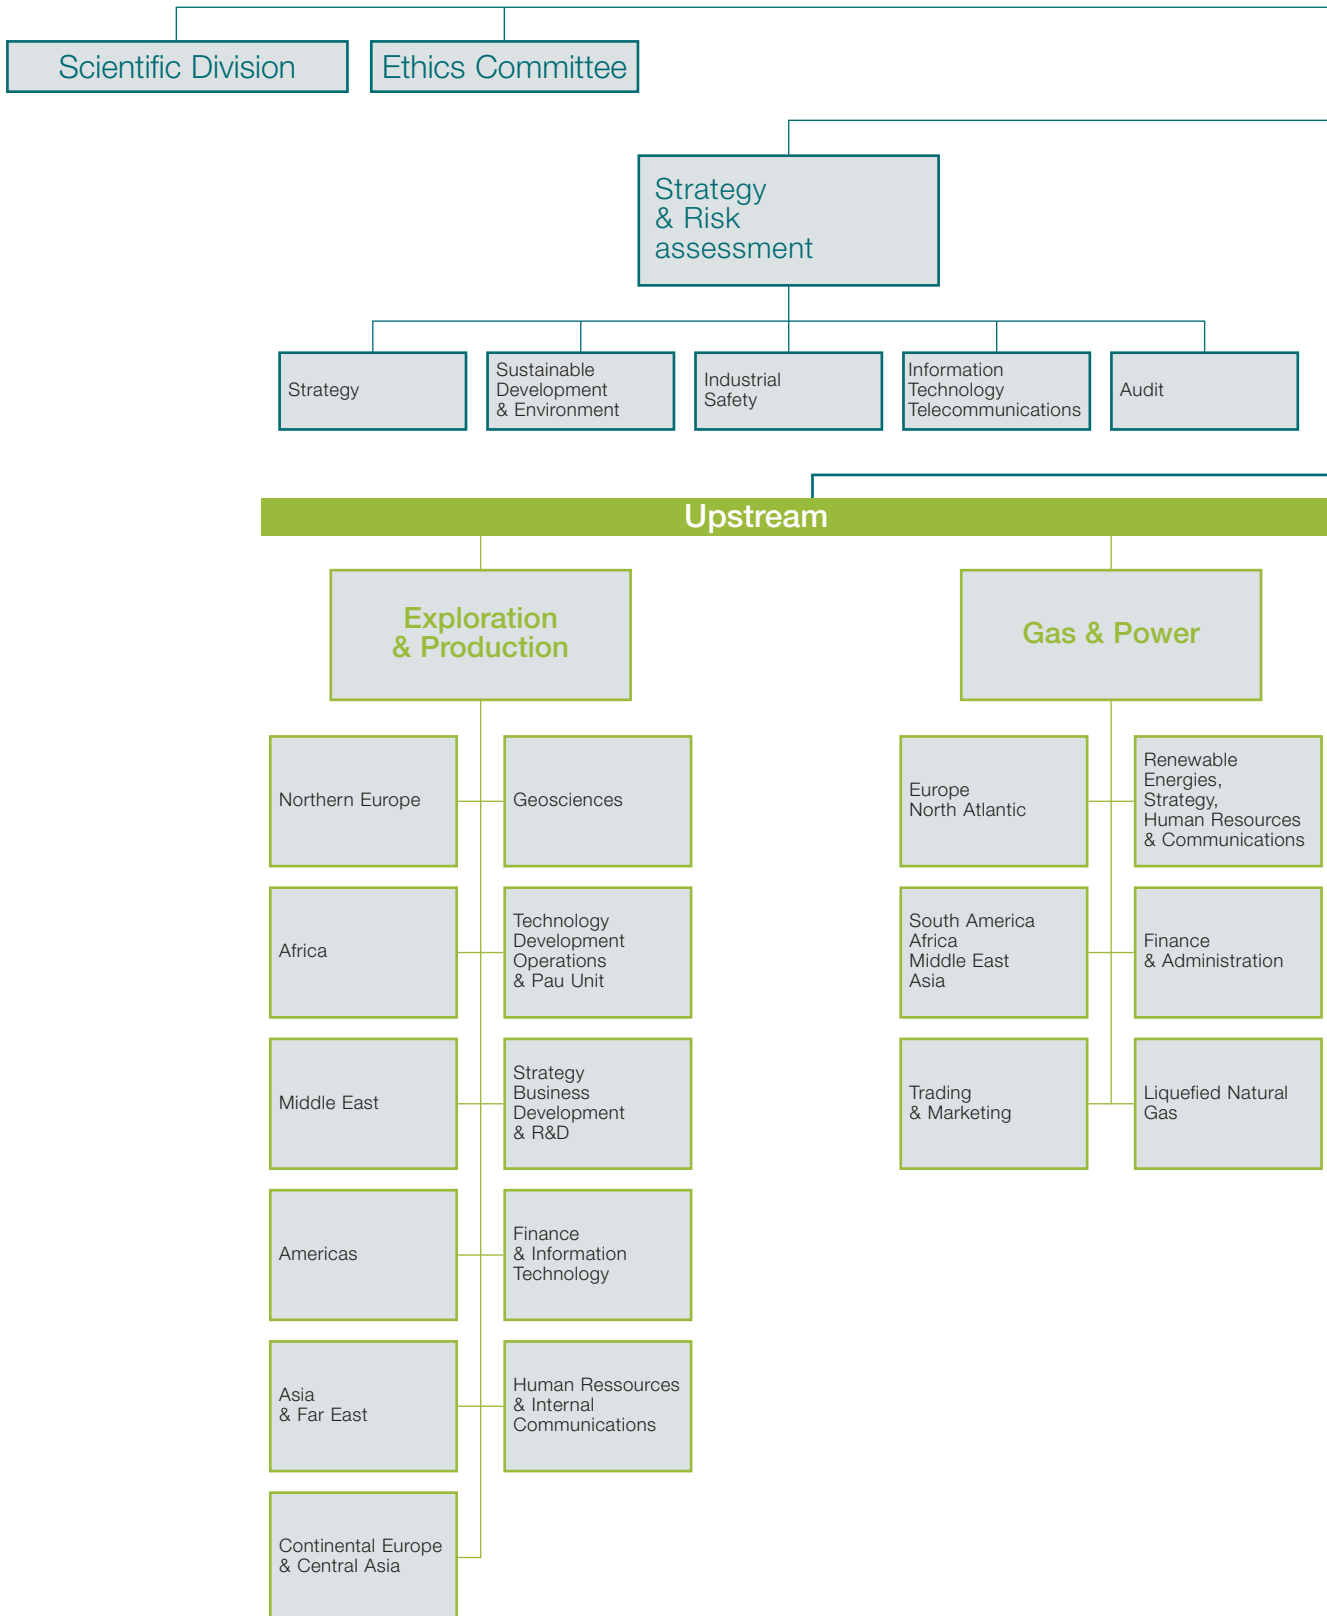 Scientific Division
Ethics Committee
Strategy
& Risk
assessment
Strategy
Sustainable
Development
& Environment
Industrial
Safety
Information
Technology
Telecommunications
Audit
Upstream
Exploration
& Production
Gas & Power
Northern Europe
Geosciences
Africa
Technology
Development
Operations
& Pau Unit
Middle East
Strategy
Business
Development
& R&D
Americas
Finance
& Information
Technology
Asia
& Far East
Human Ressources
& Internal
Communications
Continental Europe
& Central Asia
Europe
North Atlantic
Renewable
Energies,
Strategy,
Human Resources
& Communications
South America
Africa
Middle East
Asia
Finance
& Administration
Trading
& Marketing
Liquefied Natural
Gas